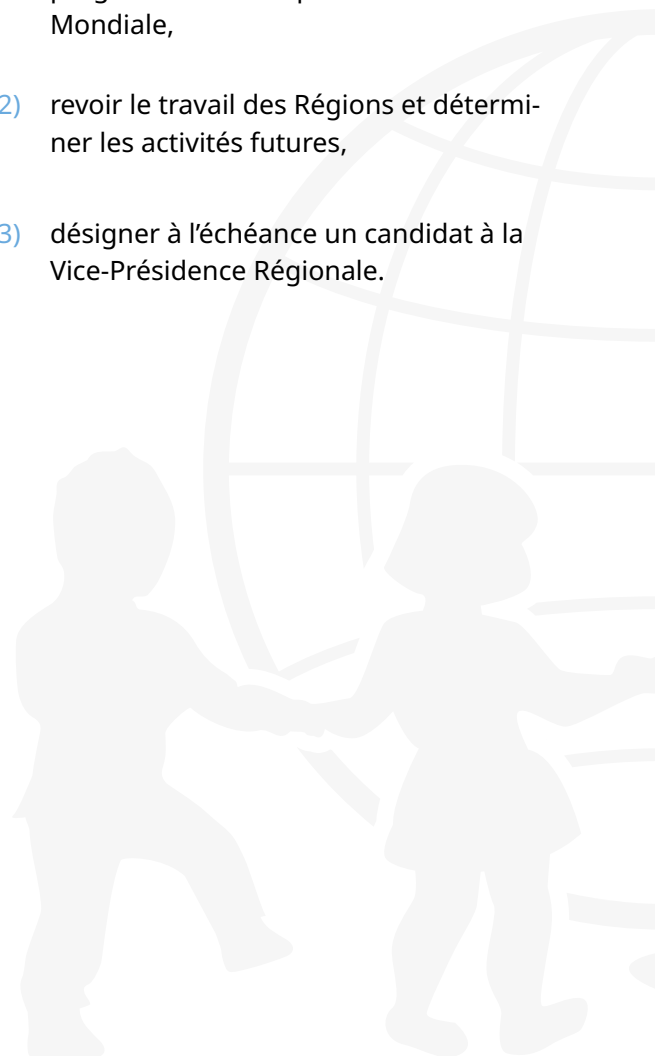 Mondiale,
2) revoir le travail des Régions et détermi-
ner les activités futures,
3) désigner à l’échéance un candidat à la
Vice-Présidence Régionale.